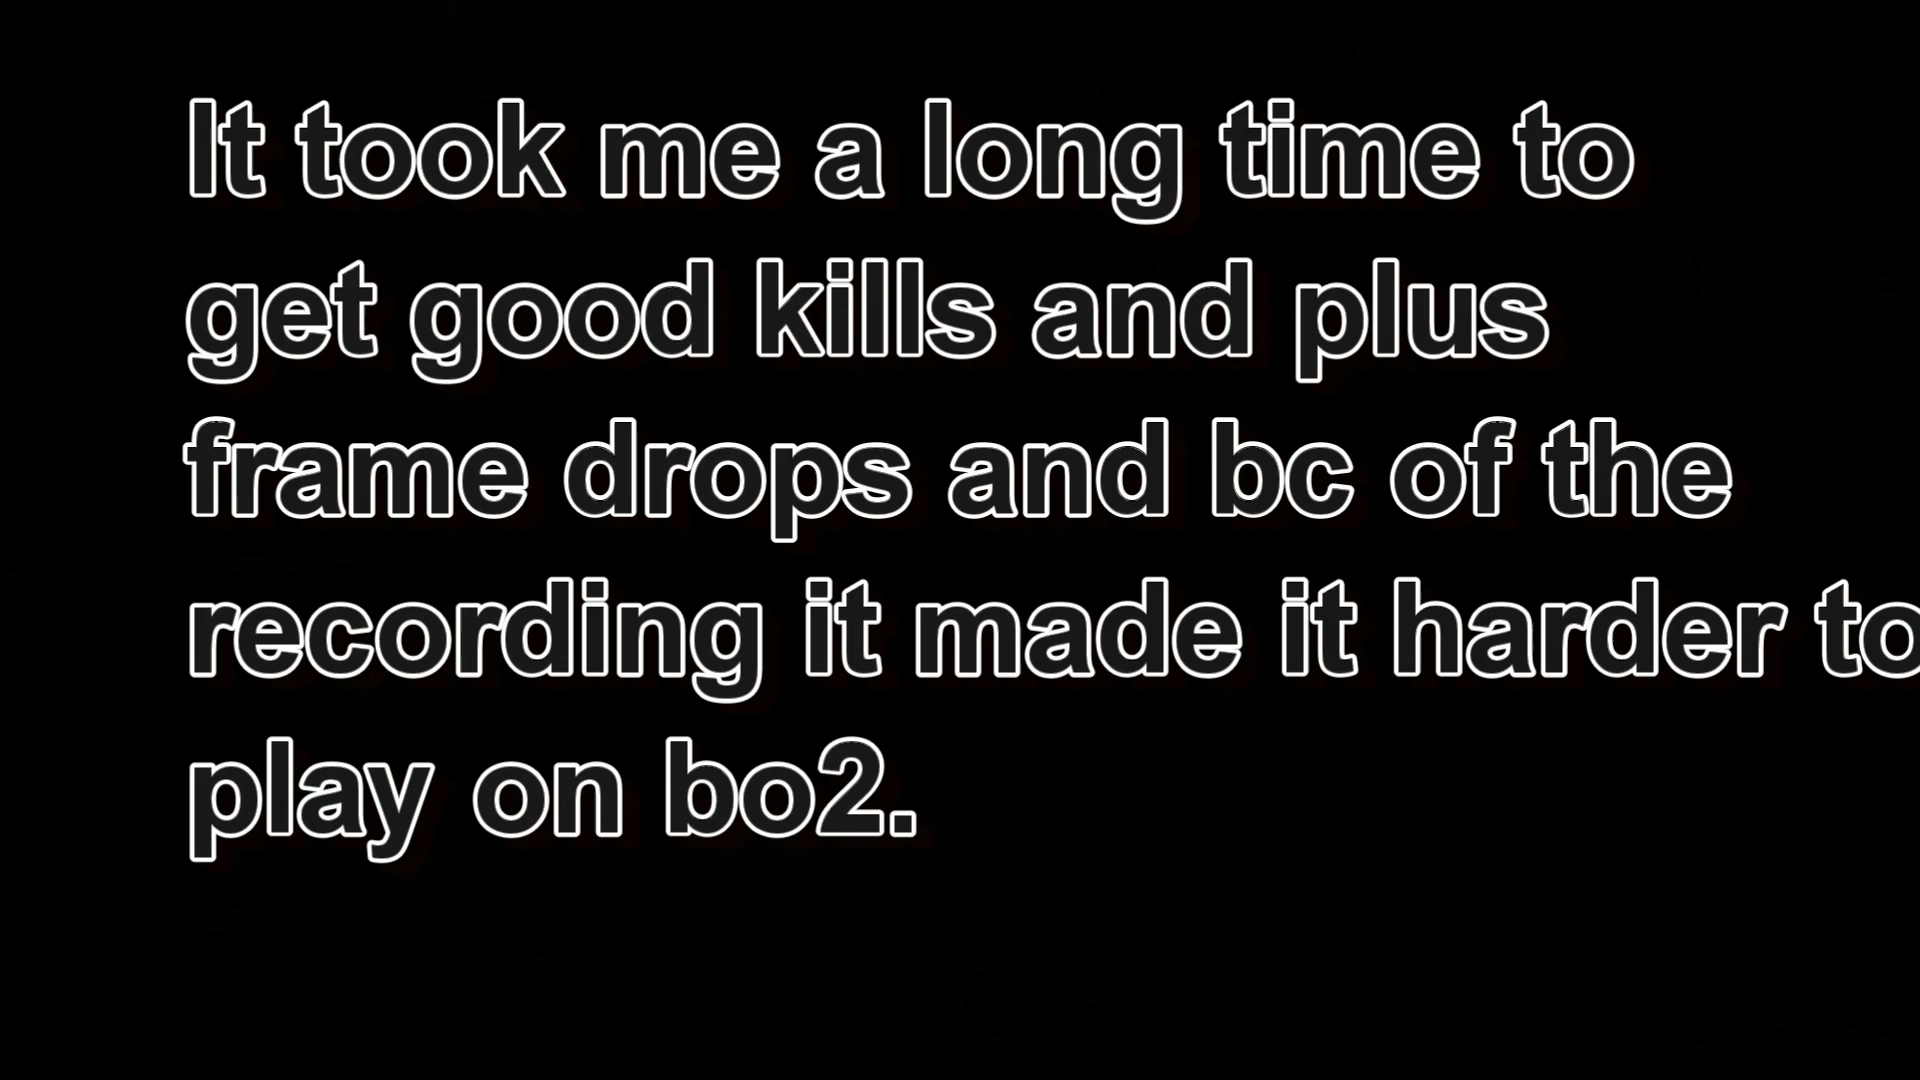 It took me a long time to
get good kills and plus
frame drops and bc of the
recording it made it harder to
play on bo2.